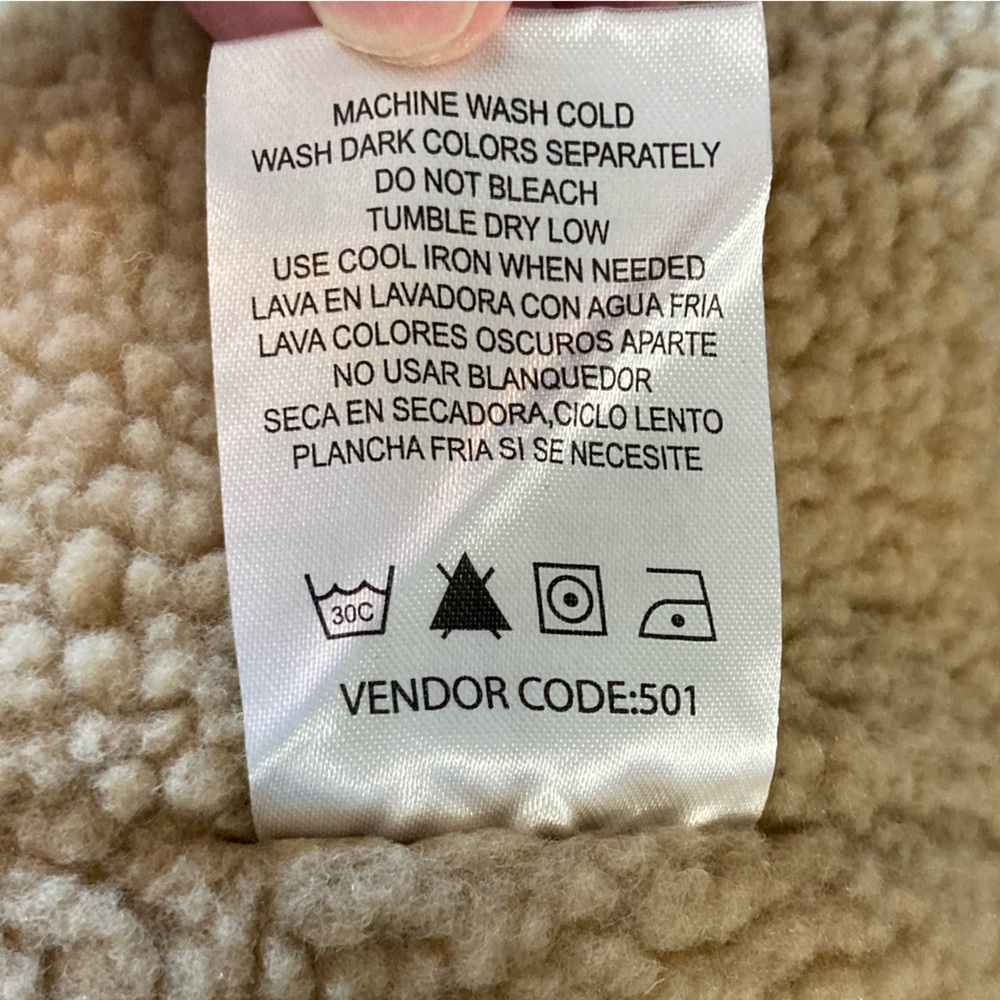 MACHINE WASH COLD
WASH DARK COLORS SEPARATELY
DO NOT BLEACH
TUMBLE DRY LOW
USE COOL IRON WHEN NEEDED
LAVA EN LAVADORA CON AGUA FRIA
LAVA COLORES OSCUROS APARTE
NO USAR BLANQUEDOR
SECA EN SECADORA,CICLO LENTO
PLANCHA FRIA SI SE NECESITE
30C
VENDOR CODE:501